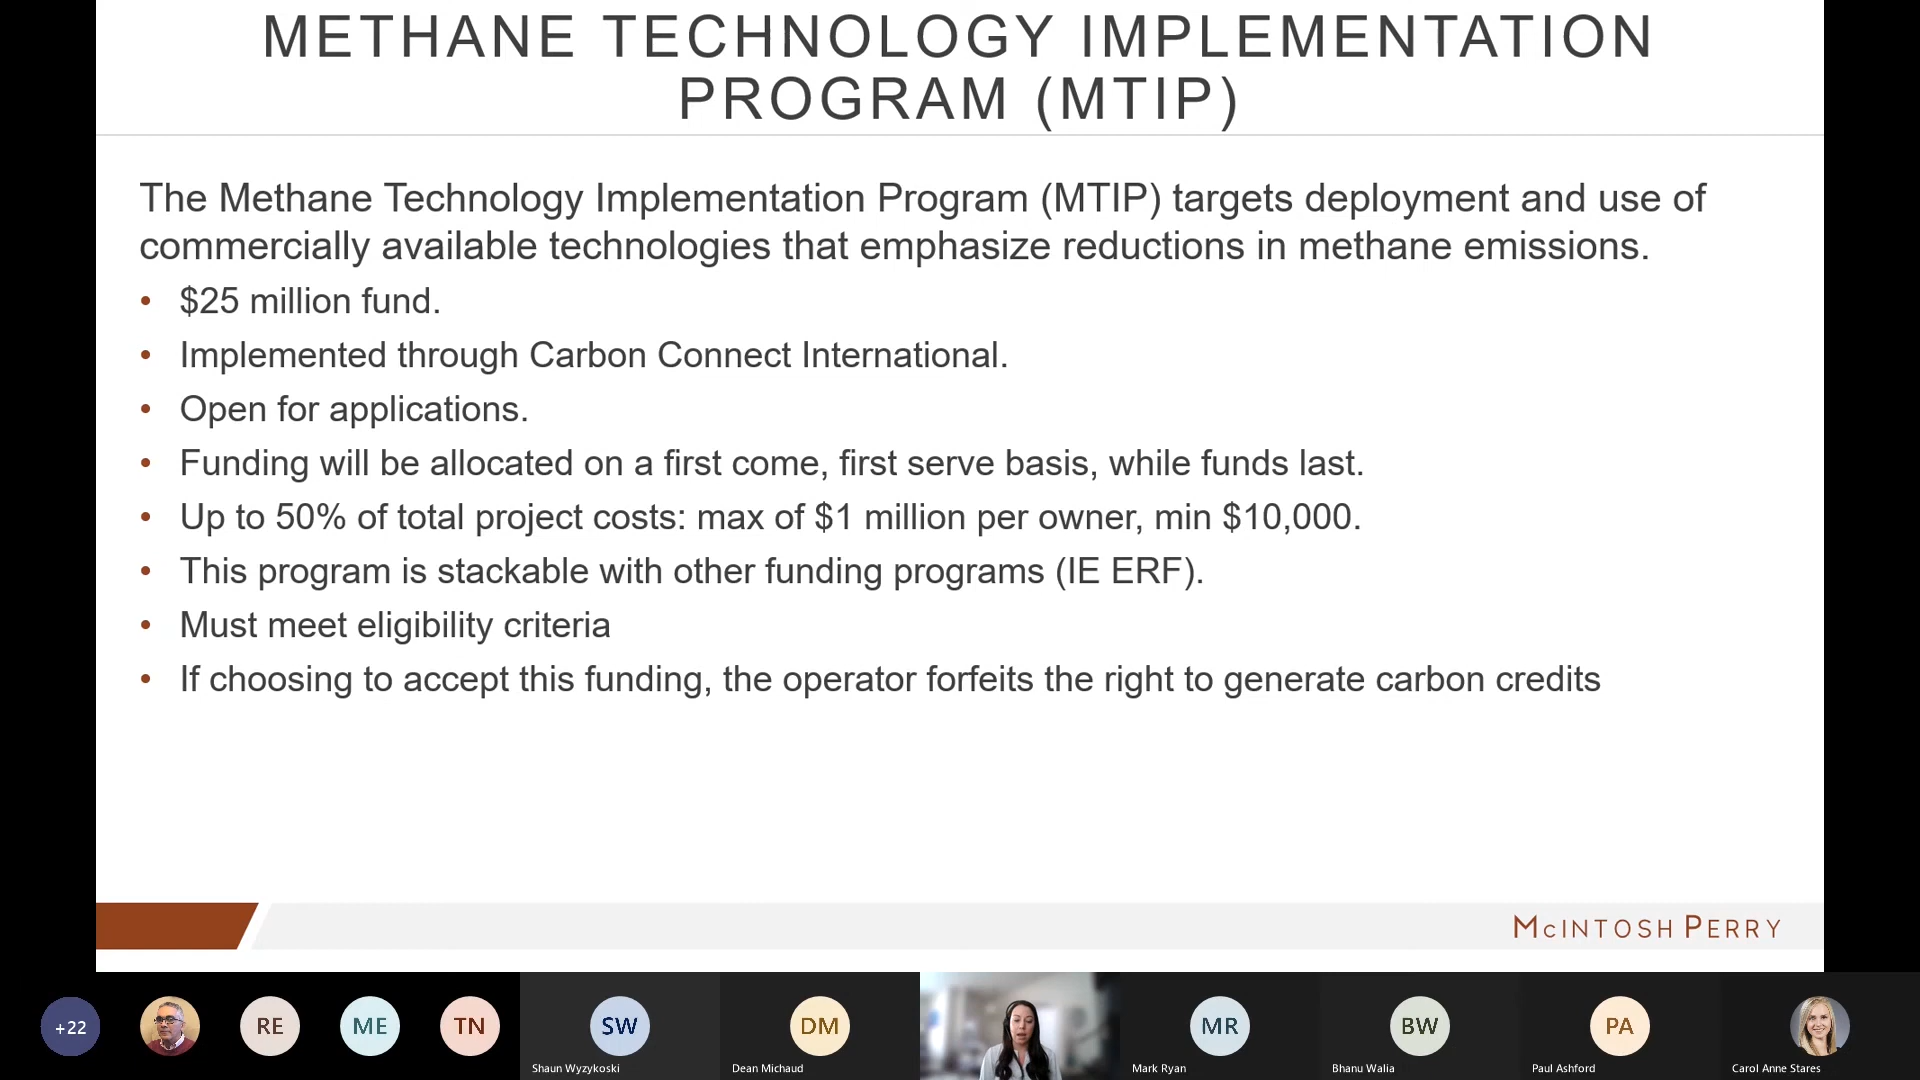 METHANE TECHNOLOGY IMPLEMENTATION
PROGRAM (MTIP)
The Methane Technology Implementation Program (MTIP) targets deployment and use of
commercially available technologies that emphasize reductions in methane emissions.
• $25 million fund.
• Implemented through Carbon Connect International.
• Open for applications.
• Funding will be allocated on a first come, first serve basis, while funds last.
• Up to 50% of total project costs: max of $1 million per owner, min $10,000.
• This program is stackable with other funding programs (IE ERF).
• Must meet eligibility criteria
• If choosing to accept this funding, the operator forfeits the right to generate carbon credits
MCINTOSH PERRY
+22 RE ME TN SW DM MR BW PA
Shaun Wyzykoski Dean Michaud Mark Ryan Bhanu Walia Paul Ashford Carol Anne Stares